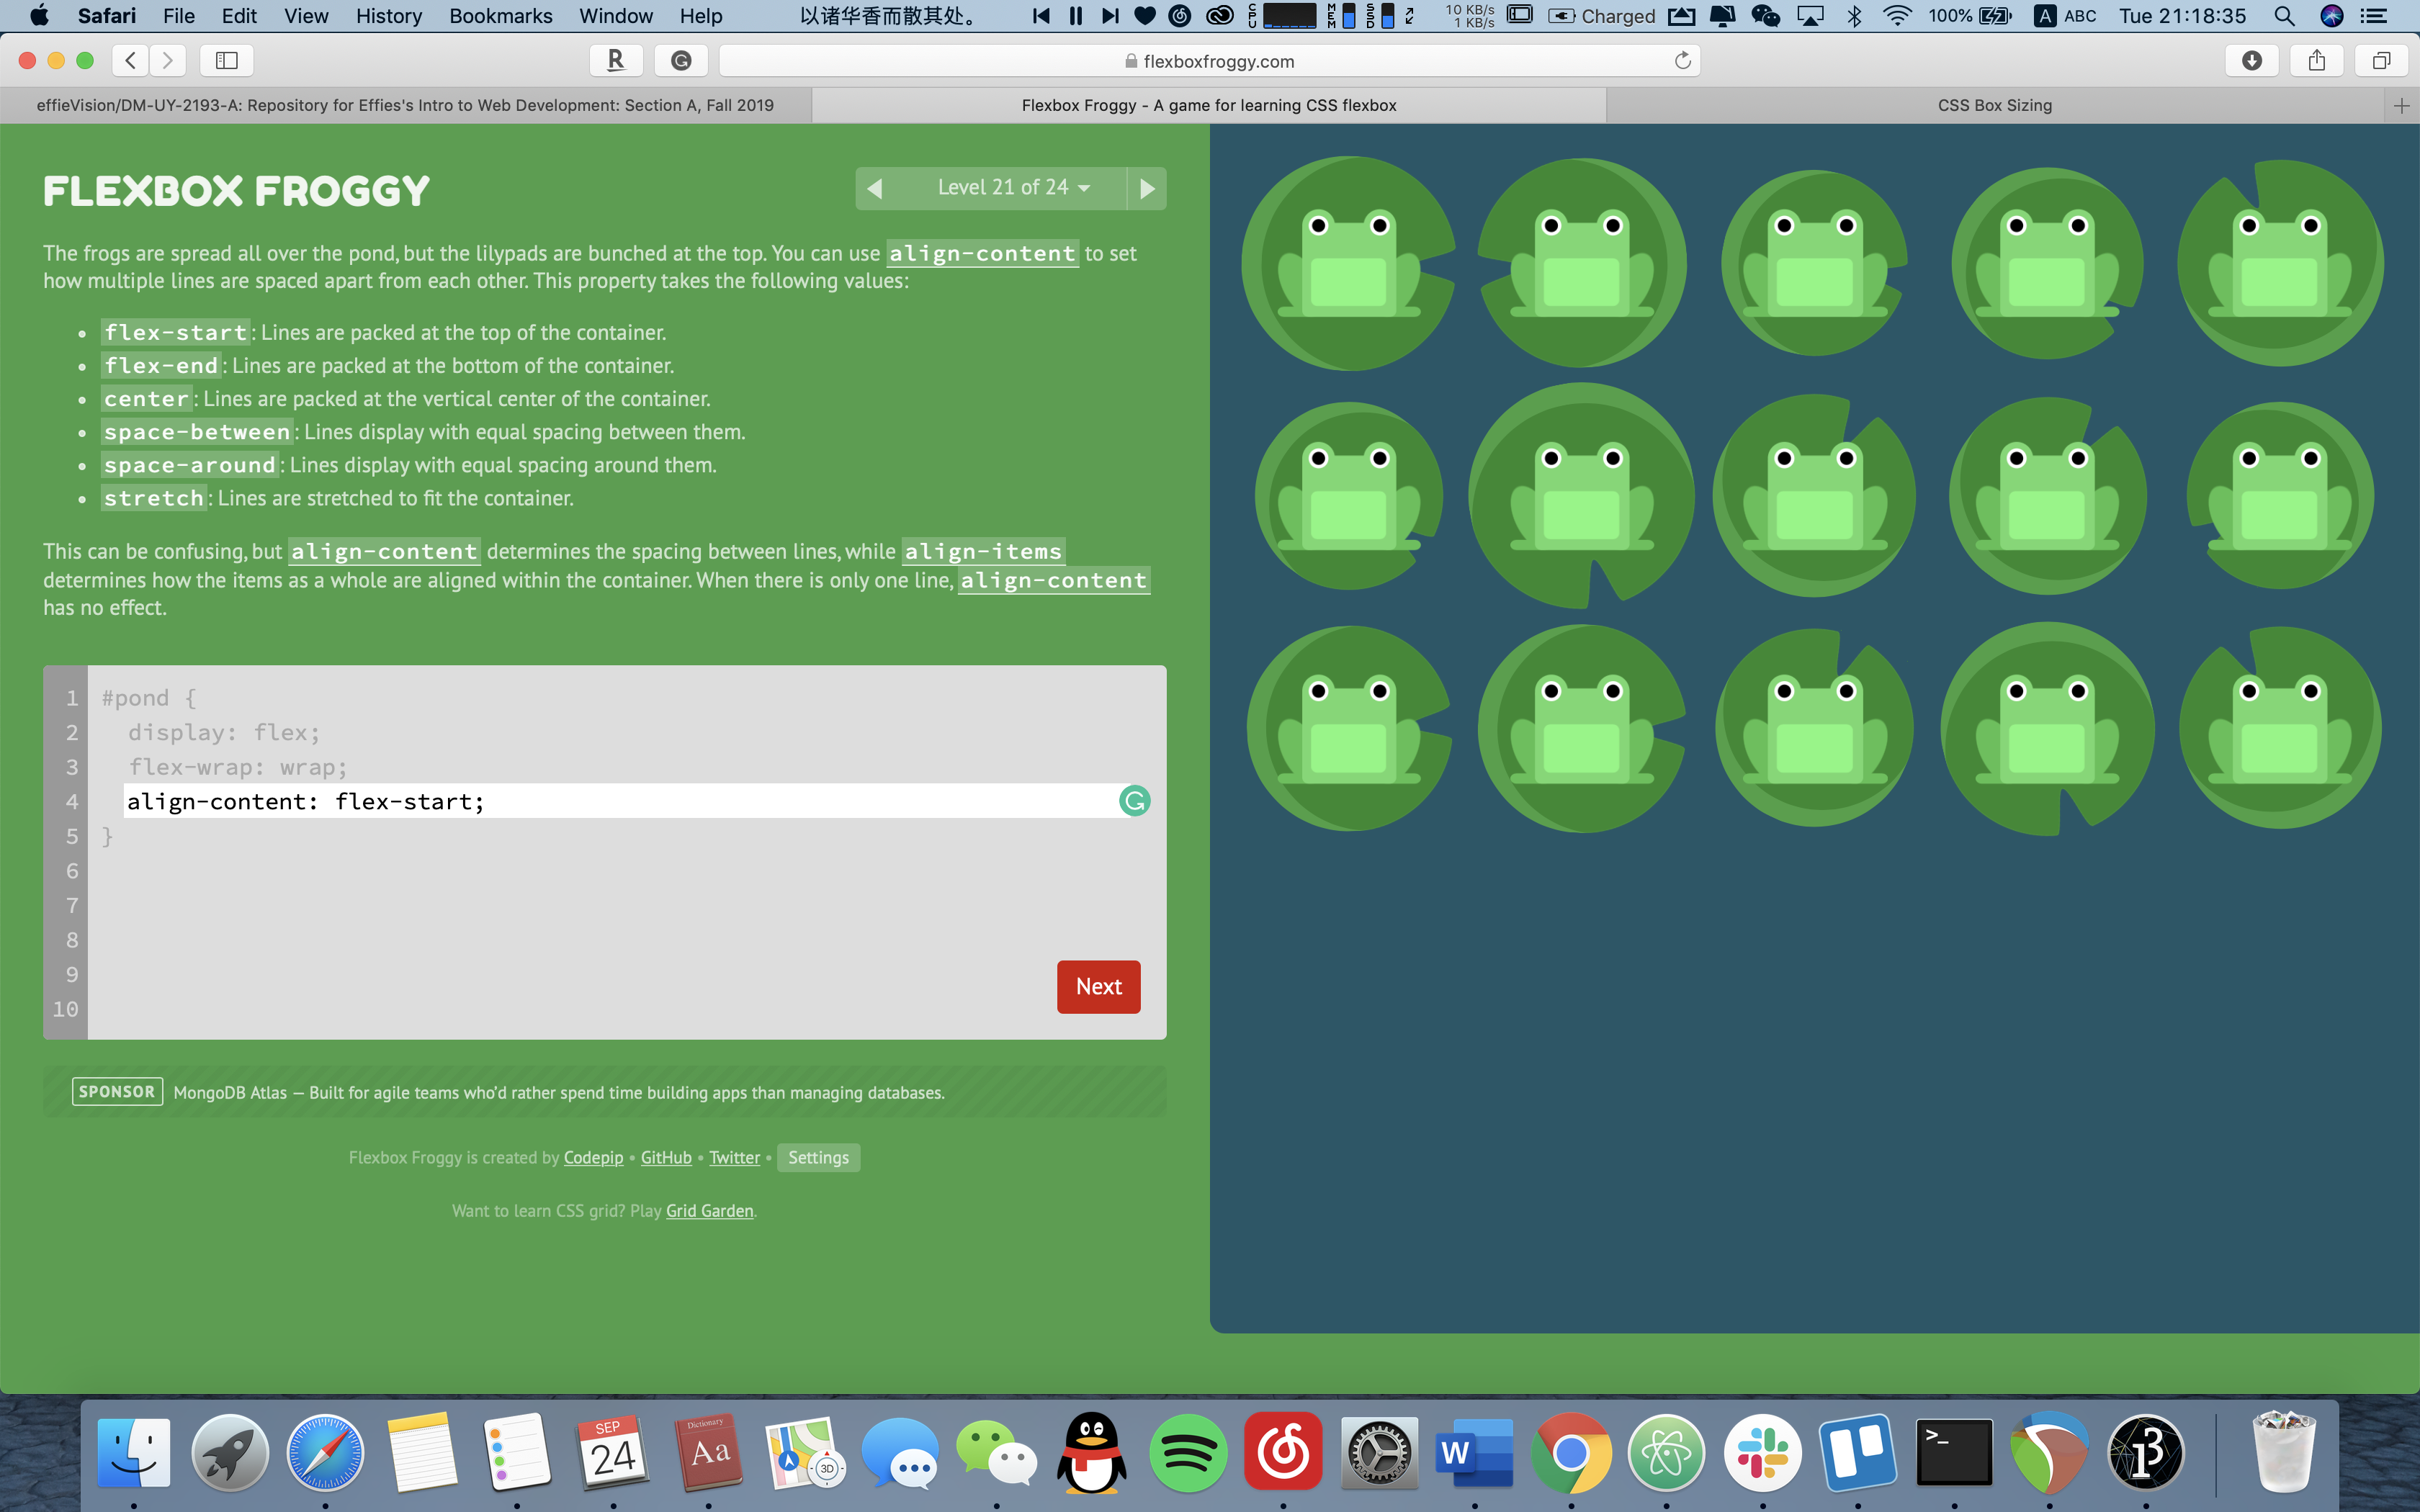 Safari File Edit View History Bookmarks Window Help 以诸华香而散其处。 CPU MEM SSD 10 KB/s 1 KB/s Charged 100% A ABC Tue 21:18:35
R flexboxfroggy.com
effieVision/DM-UY-2193-A: Repository for Effies's Intro to Web Development: Section A, Fall 2019 Flexbox Froggy - A game for learning CSS flexbox CSS Box Sizing
FLEXBOX FROGGY Level 21 of 24
The frogs are spread all over the pond, but the lilypads are bunched at the top. You can use align-content to set
how multiple lines are spaced apart from each other. This property takes the following values:
• flex-start: Lines are packed at the top of the container.
• flex-end: Lines are packed at the bottom of the container.
• center: Lines are packed at the vertical center of the container.
• space-between: Lines display with equal spacing between them.
• space-around: Lines display with equal spacing around them.
• stretch: Lines are stretched to fit the container.
This can be confusing, but align-content determines the spacing between lines, while align-items
determines how the items as a whole are aligned within the container. When there is only one line, align-content
has no effect.
1 #pond {
2 display: flex;
3 flex-wrap: wrap;
4 align-content: flex-start;
5 }
6
7
8
9
10
Next
SPONSOR MongoDB Atlas — Built for agile teams who'd rather spend time building apps than managing databases.
Flexbox Froggy is created by Codepip • GitHub • Twitter • Settings
Want to learn CSS grid? Play Grid Garden.
SEP
24
Dictionary
Aa
3D
W
>_